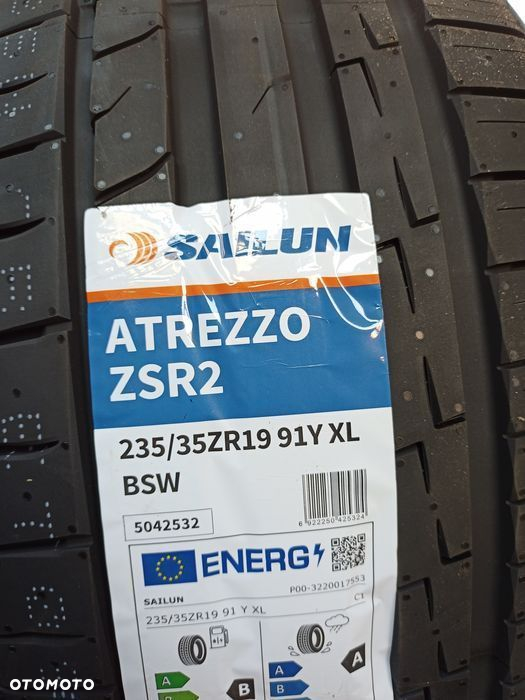 SAILUN
ATREZZO
ZSR2
235/35ZR19 91Y XL
BSW
5042532
6 922250 425324
ENERG
P00-3220017553
SAILUN
C1
235/35ZR19 91 Y XL
A
B
B
A
B
A
OTOMOTO